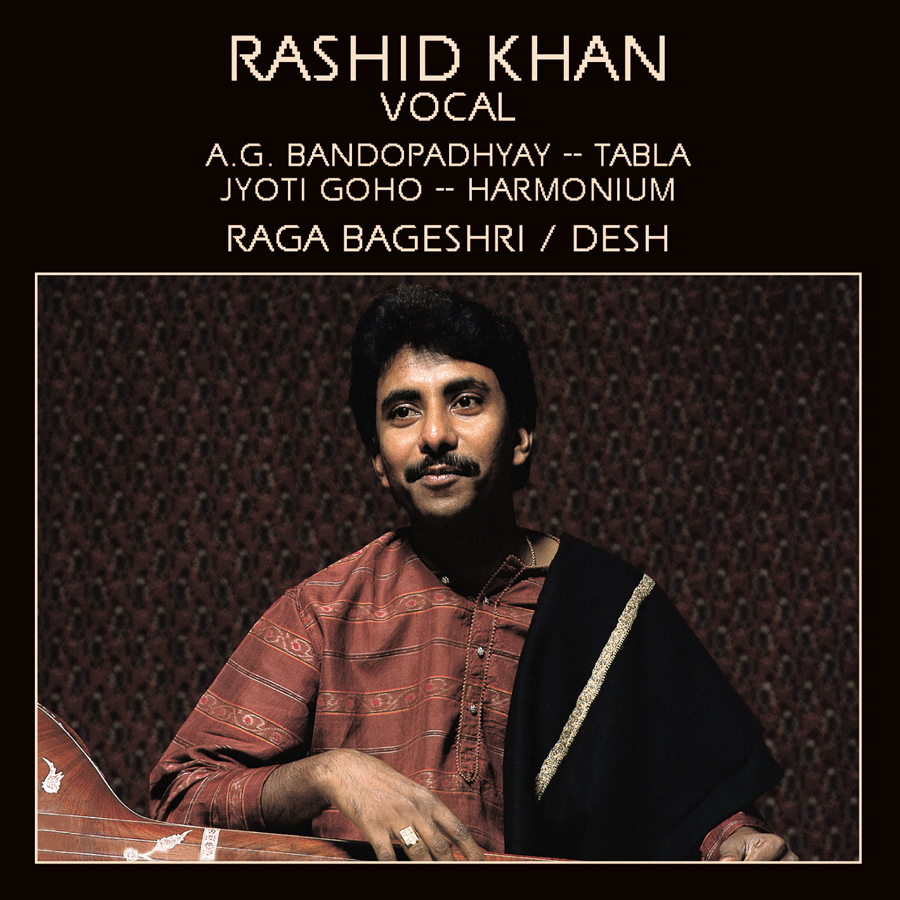 RASHID KHAN
VOCAL
A.G. BANDOPADHYAY -- TABLA
JYOTI GOHO -- HARMONIUM
RAGA BAGESHRI / DESH